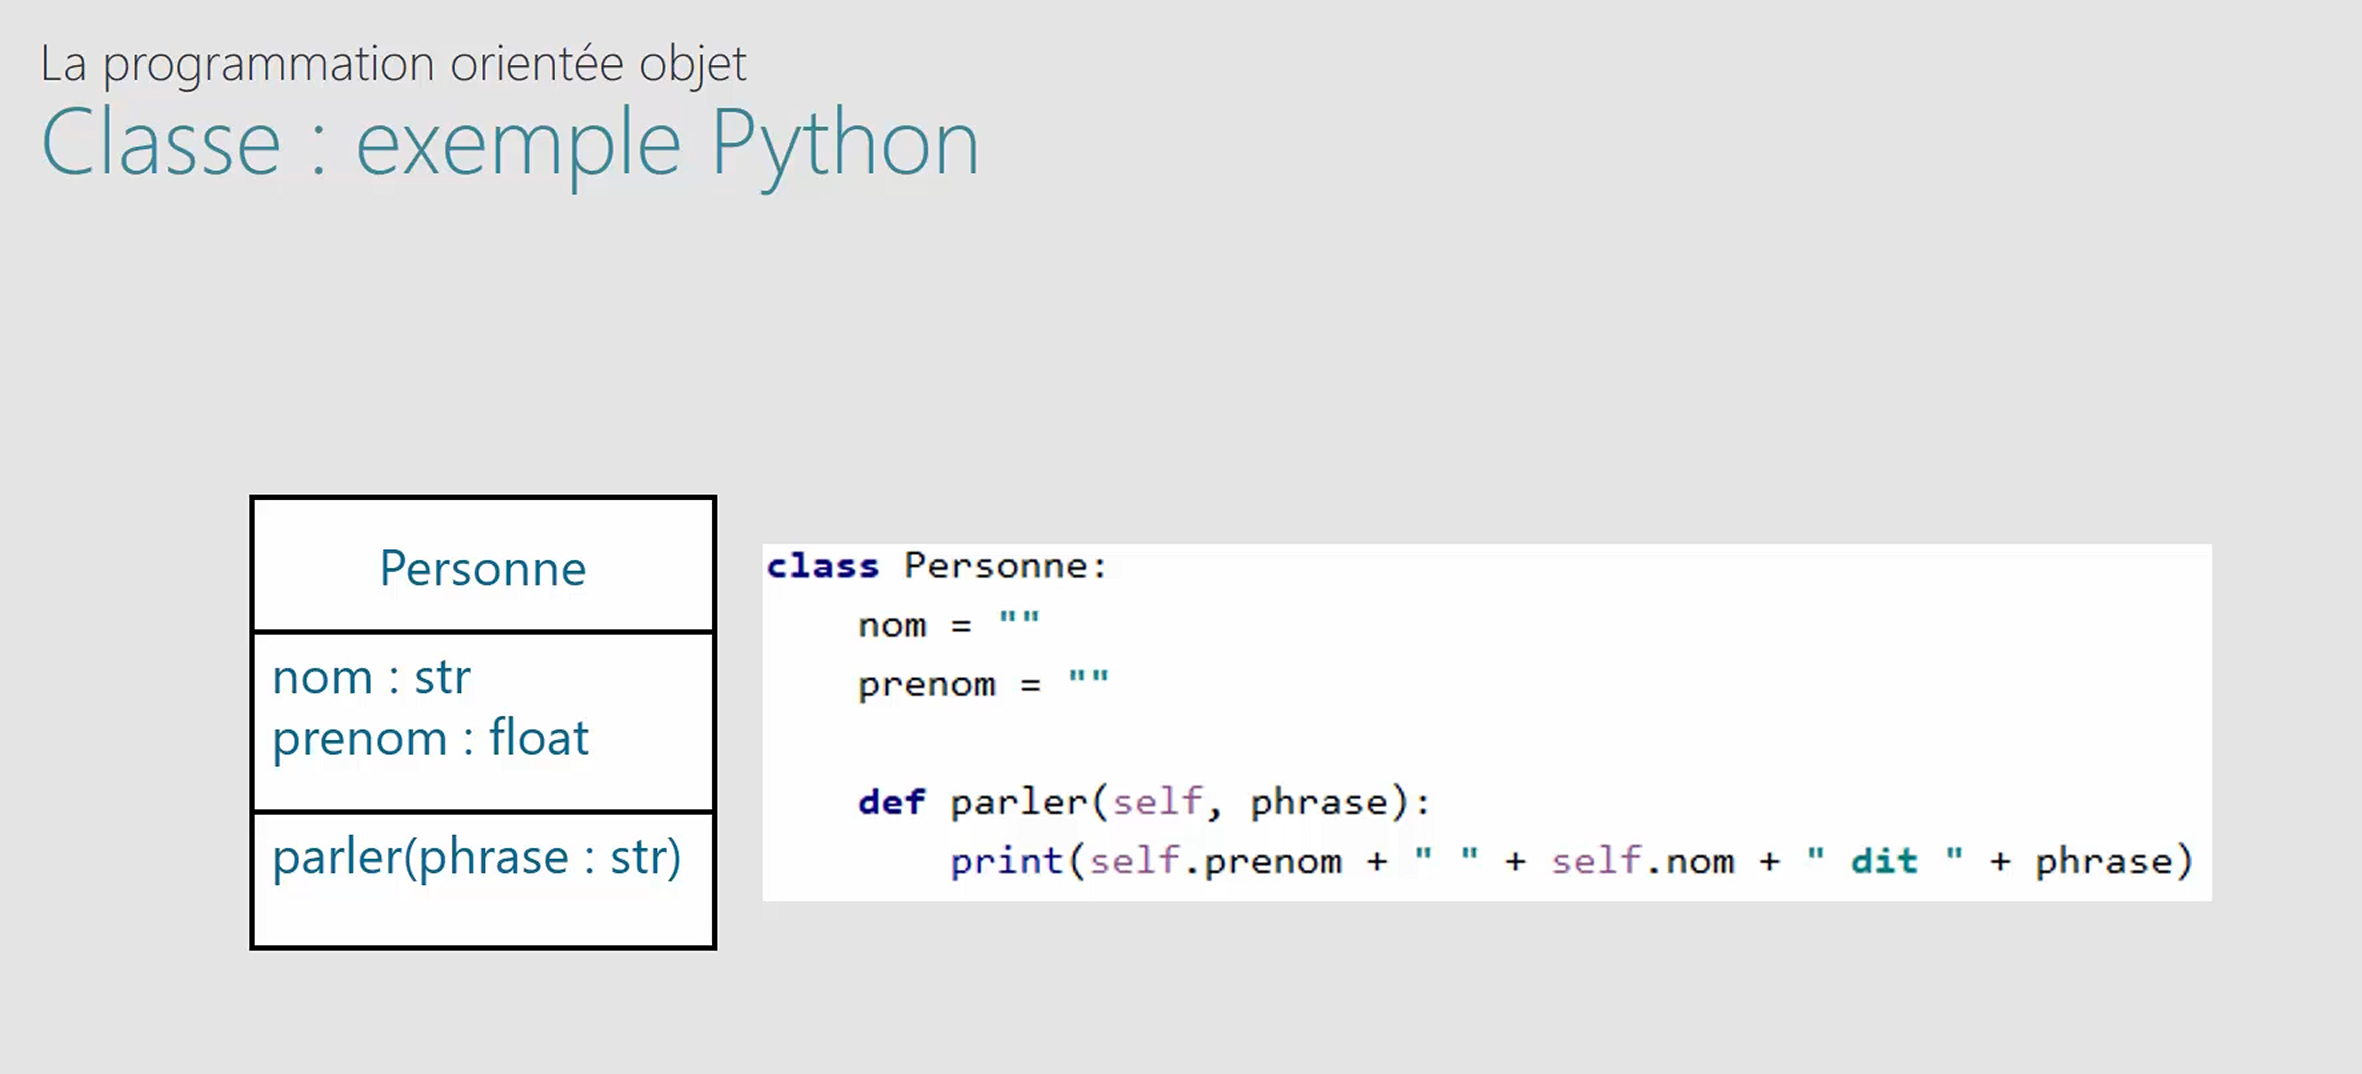 La programmation orientée objet
Classe : exemple Python
Personne
nom : str
prenom : float
parler(phrase : str)
class Personne:
    nom = ""
    prenom = ""
    def parler(self, phrase):
        print(self.prenom + " " + self.nom + " dit " + phrase)